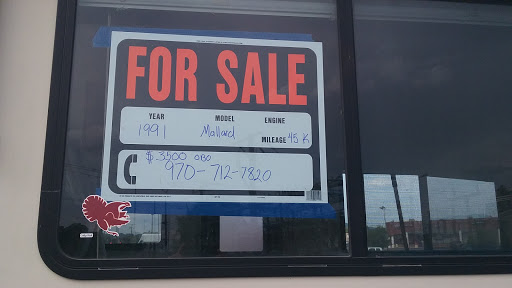 FOR SALE
YEAR MODEL ENGINE
1991 Mallard MILEAGE 45 K
$3500 OBO
970-712-7820